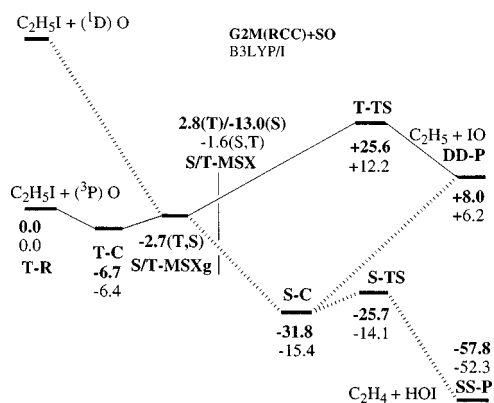 C₂H₅I + (¹D) O
G2M(RCC)+SO
B3LYP/I
2.8(T)/-13.0(S)
-1.6(S,T)
S/T-MSX
T-TS
+25.6
+12.2
C₂H₅ + IO
DD-P
+8.0
+6.2
C₂H₅I + (³P) O
0.0
0.0
T-R
T-C
-6.7
-6.4
-2.7(T,S)
S/T-MSXg
S-C
-31.8
-15.4
S-TS
-25.7
-14.1
-57.8
-52.3
SS-P
C₂H₄ + HOI